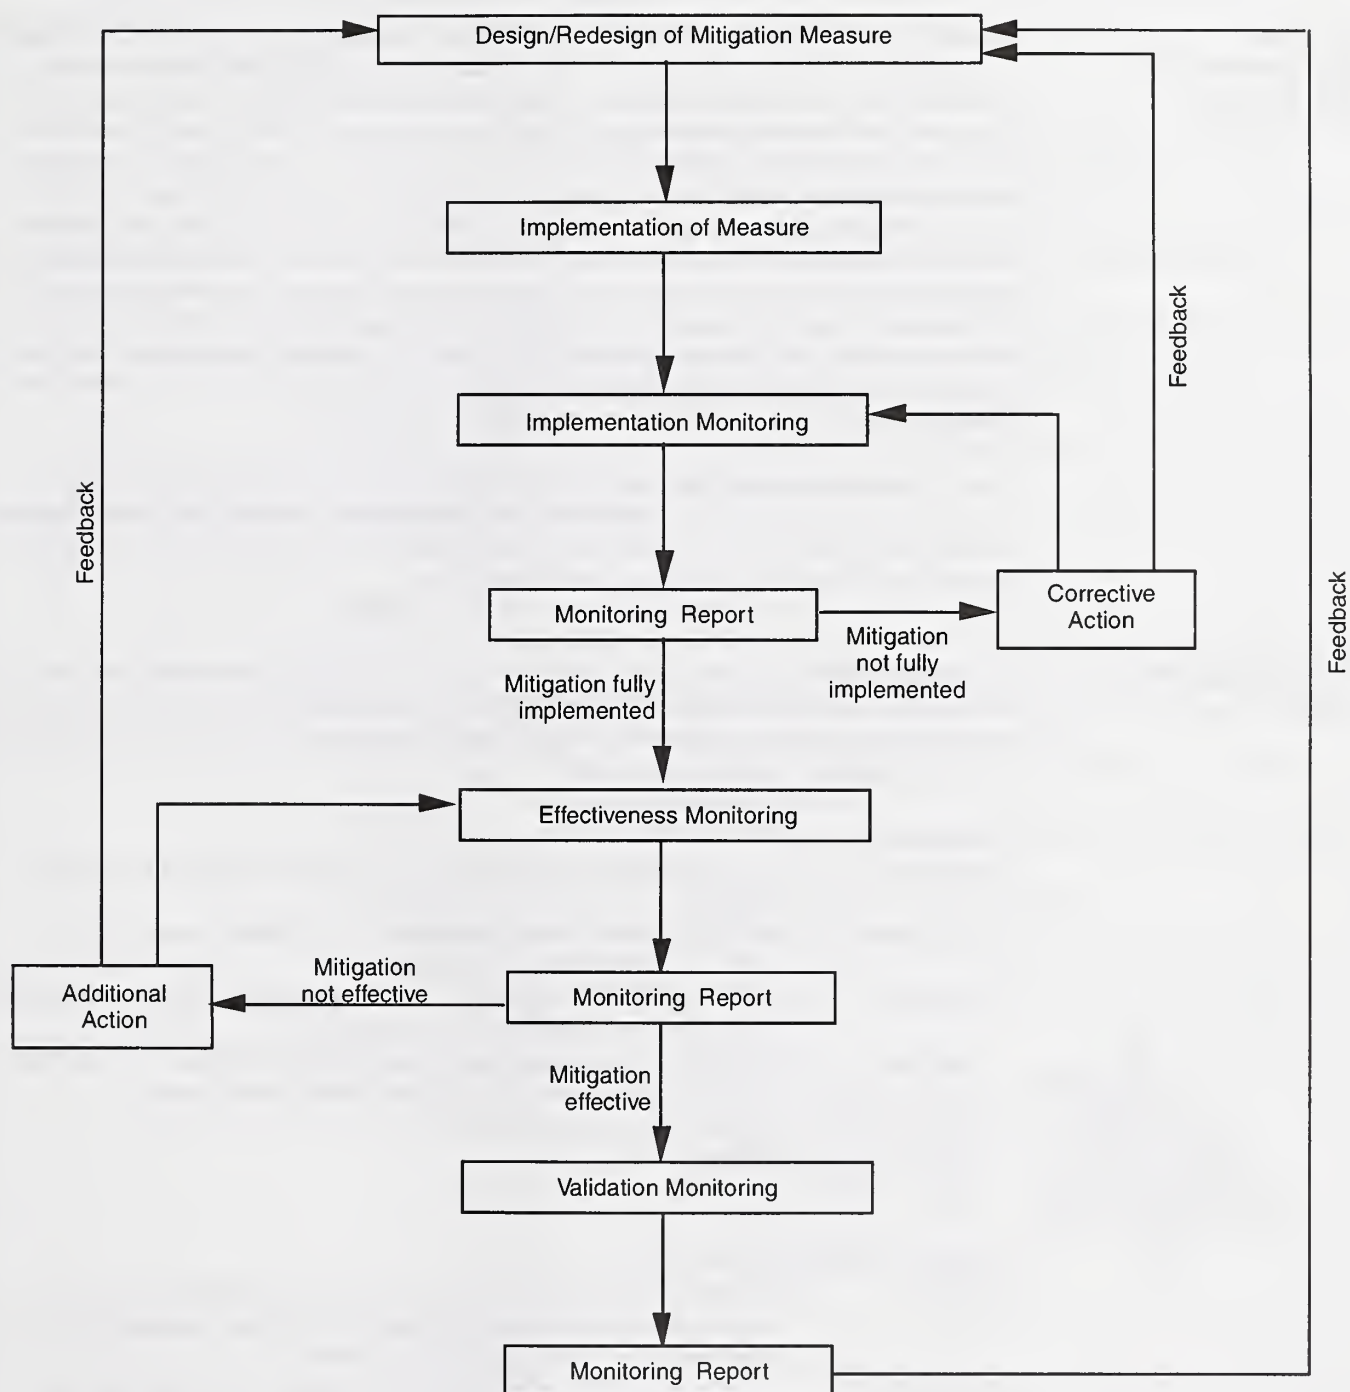 Design/Redesign of Mitigation Measure
Implementation of Measure
Feedback
Implementation Monitoring
Feedback
Monitoring Report
Corrective
Action
Mitigation
not fully
implemented
Feedback
Mitigation fully
implemented
Effectiveness Monitoring
Mitigation
not effective
Additional
Action
Monitoring Report
Mitigation
effective
Validation Monitoring
Monitoring Report